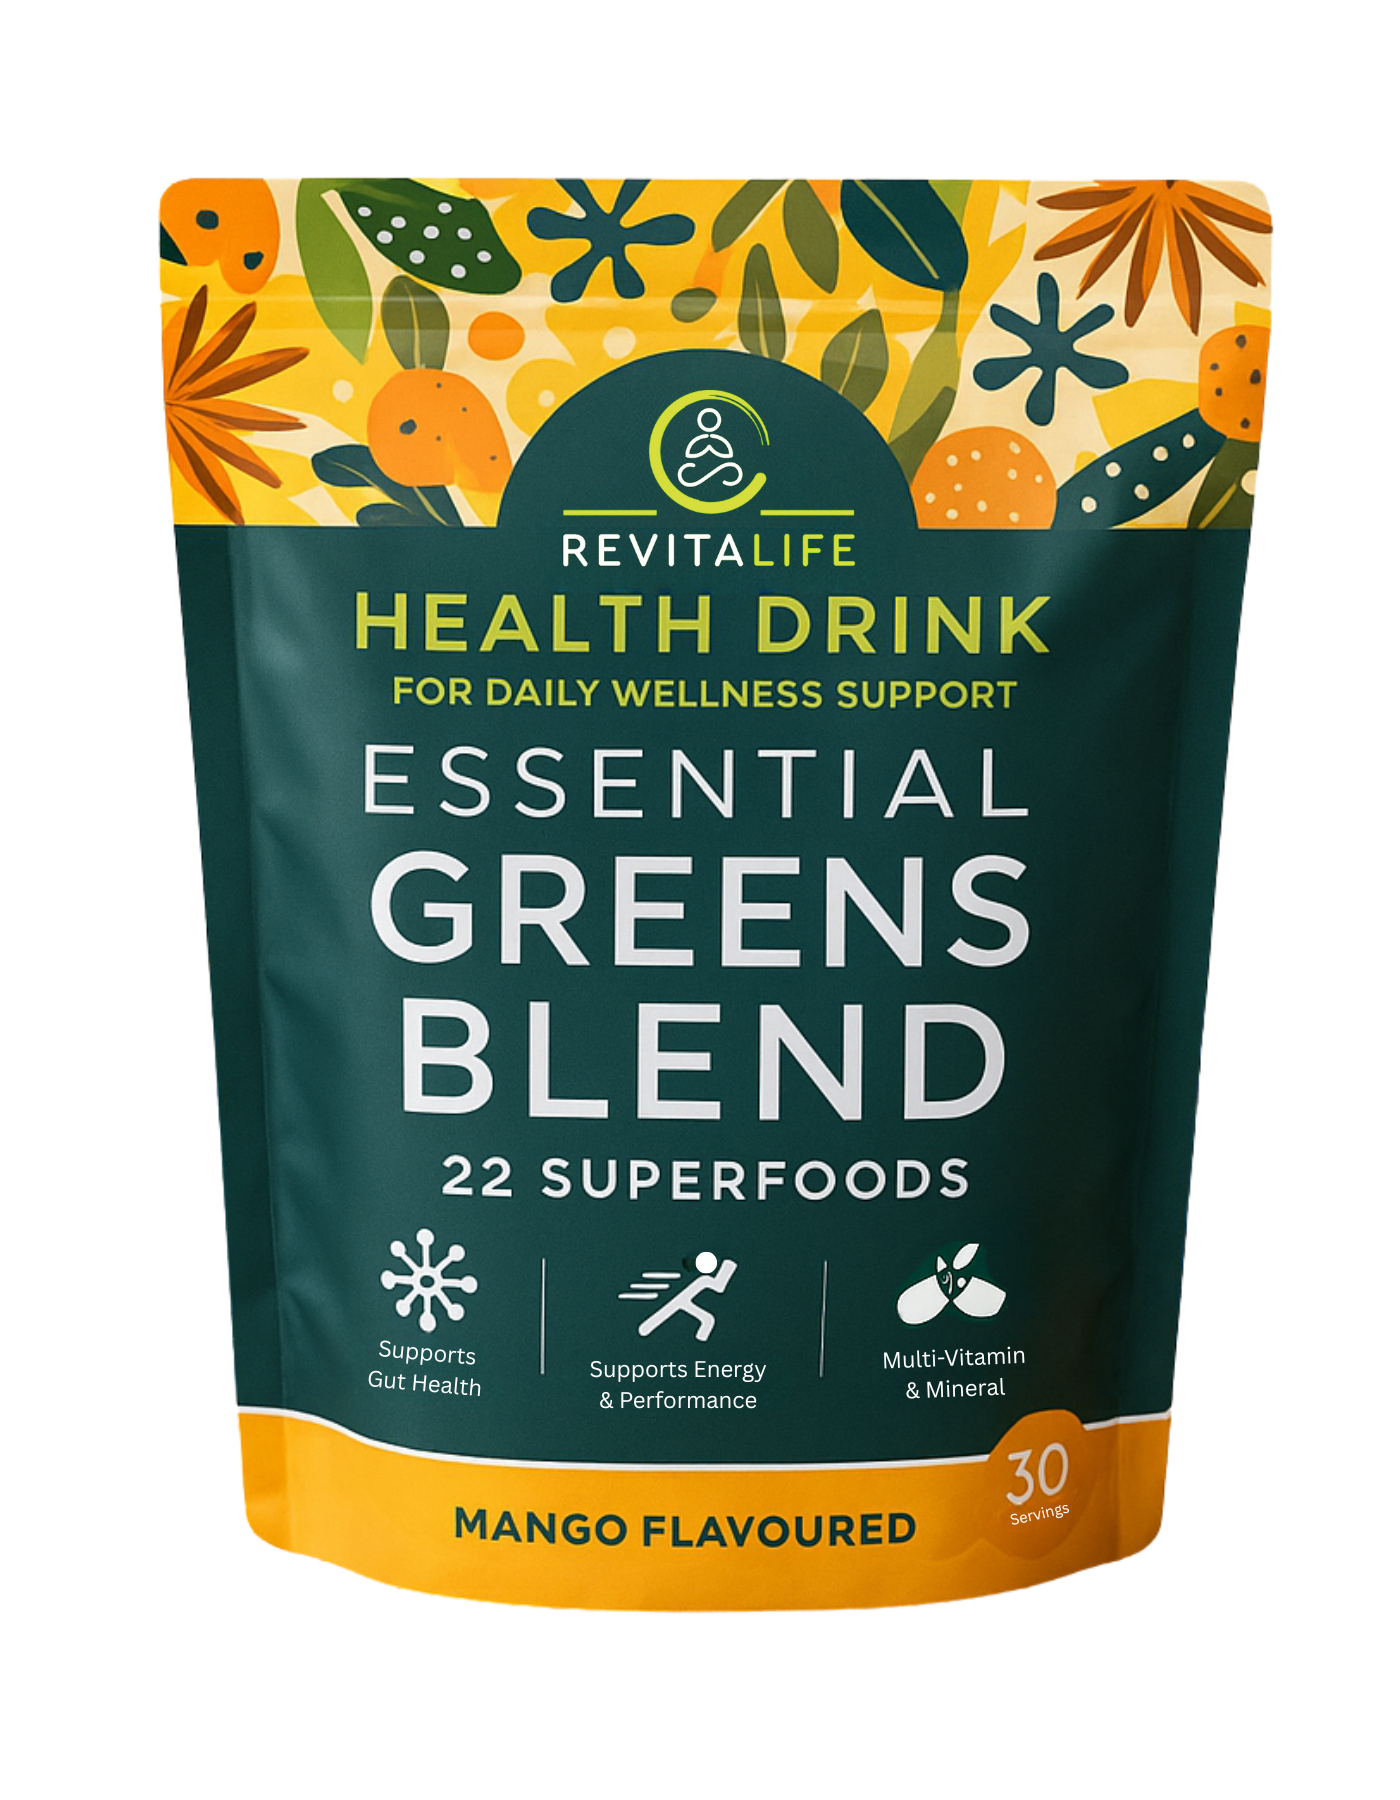 REVITALIFE
HEALTH DRINK
FOR DAILY WELLNESS SUPPORT
ESSENTIAL
GREENS
BLEND
22 SUPERFOODS
Supports
Gut Health
Supports Energy
& Performance
Multi-Vitamin
& Mineral
30
Servings
MANGO FLAVOURED